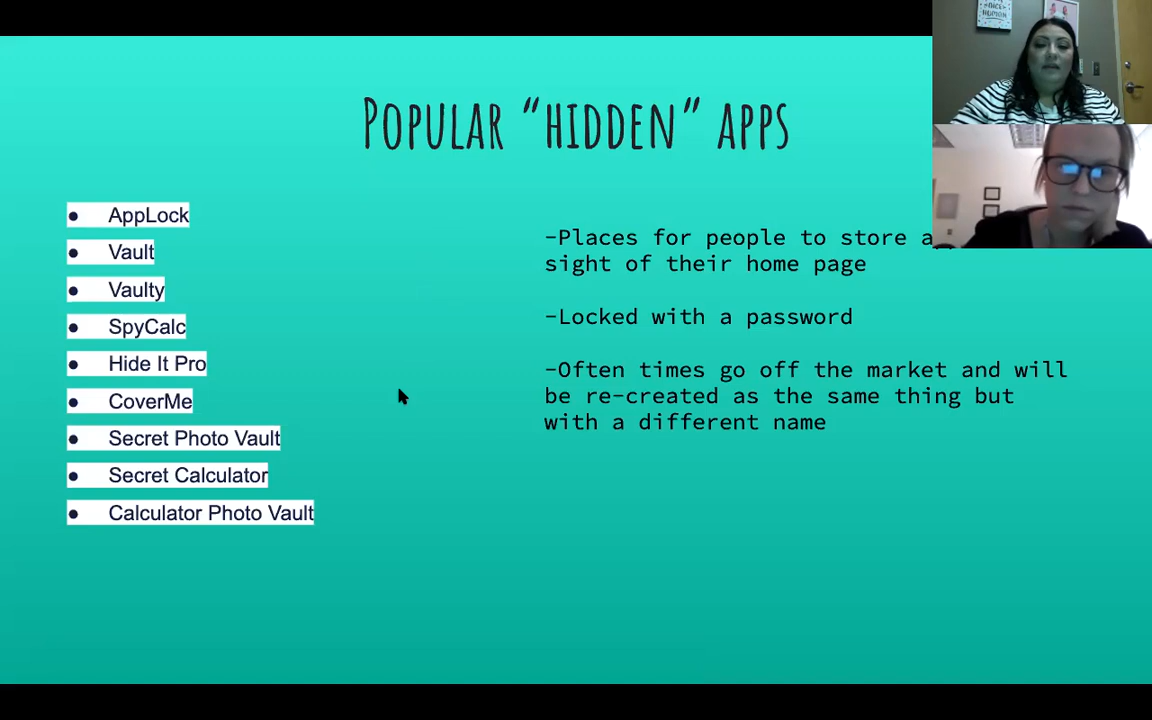 Popular “hidden” apps
● AppLock
● Vault
● Vaulty
● SpyCalc
● Hide It Pro
● CoverMe
● Secret Photo Vault
● Secret Calculator
● Calculator Photo Vault
-Places for people to store
sight of their home page
-Locked with a password
-Often times go off the market and will
be re-created as the same thing but
with a different name